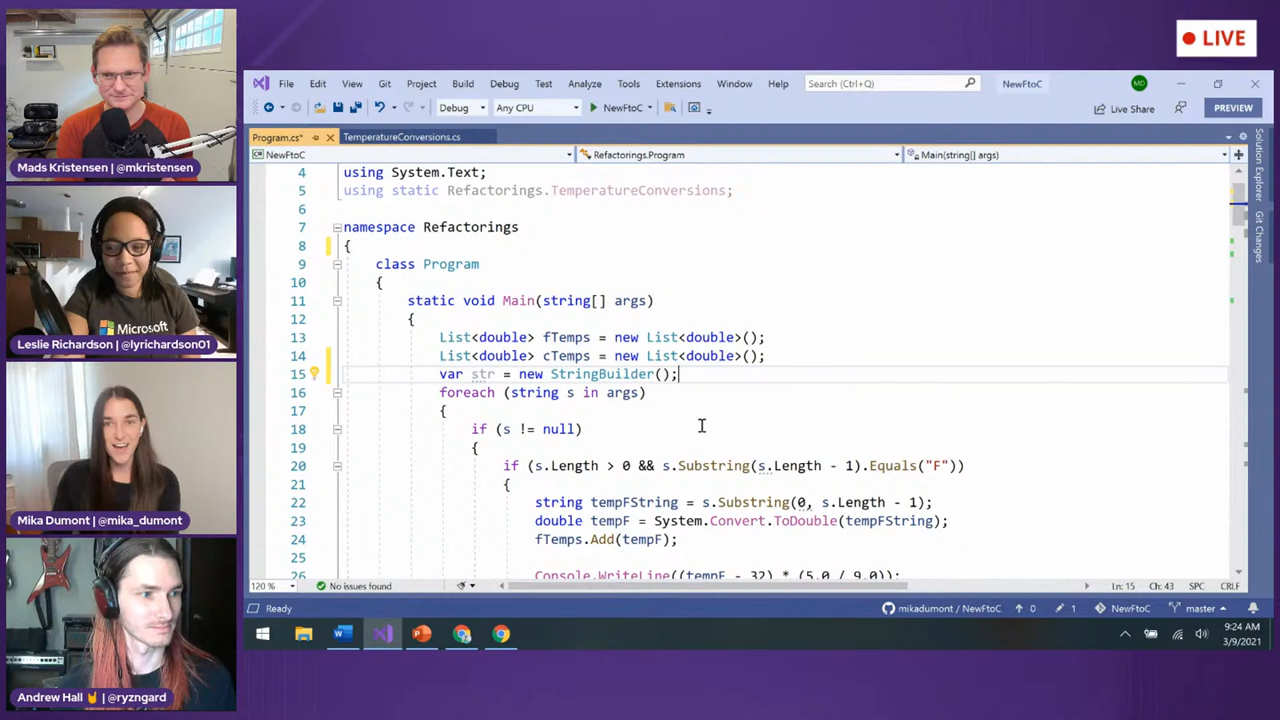 LIVE
Mads Kristensen | @mkristensen
Microsoft
Leslie Richardson | @lyrichardson01
Mika Dumont | @mika_dumont
Andrew Hall 🤘 | @ryzngard
File Edit View Git Project Build Debug Test Analyze Tools Extensions Window Help Search (Ctrl+Q) NewFtoC MD
Debug Any CPU NewFtoC Live Share PREVIEW
Program.cs* TemperatureConversions.cs
NewFtoC Refactorings.Program Main(string[] args)
Solution Explorer
Git Changes
4 using System.Text;
5 using static Refactorings.TemperatureConversions;
6
7 namespace Refactorings
8 {
9 class Program
10 {
11 static void Main(string[] args)
12 {
13 List<double> fTemps = new List<double>();
14 List<double> cTemps = new List<double>();
15 var str = new StringBuilder();
16 foreach (string s in args)
17 {
18 if (s != null)
19 {
20 if (s.Length > 0 && s.Substring(s.Length - 1).Equals("F"))
21 {
22 string tempFString = s.Substring(0, s.Length - 1);
23 double tempF = System.Convert.ToDouble(tempFString);
24 fTemps.Add(tempF);
25
26 Console.WriteLine((tempF - 32) * (5.0 / 9.0));
120 % No issues found Ln: 15 Ch: 43 SPC CRLF
Ready mikadumont / NewFtoC 0 1 NewFtoC master
9:24 AM
3/9/2021